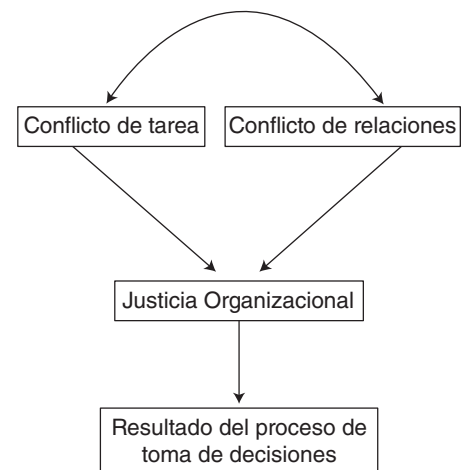 Conflicto de tarea
Conflicto de relaciones
Justicia Organizacional
Resultado del proceso de
toma de decisiones